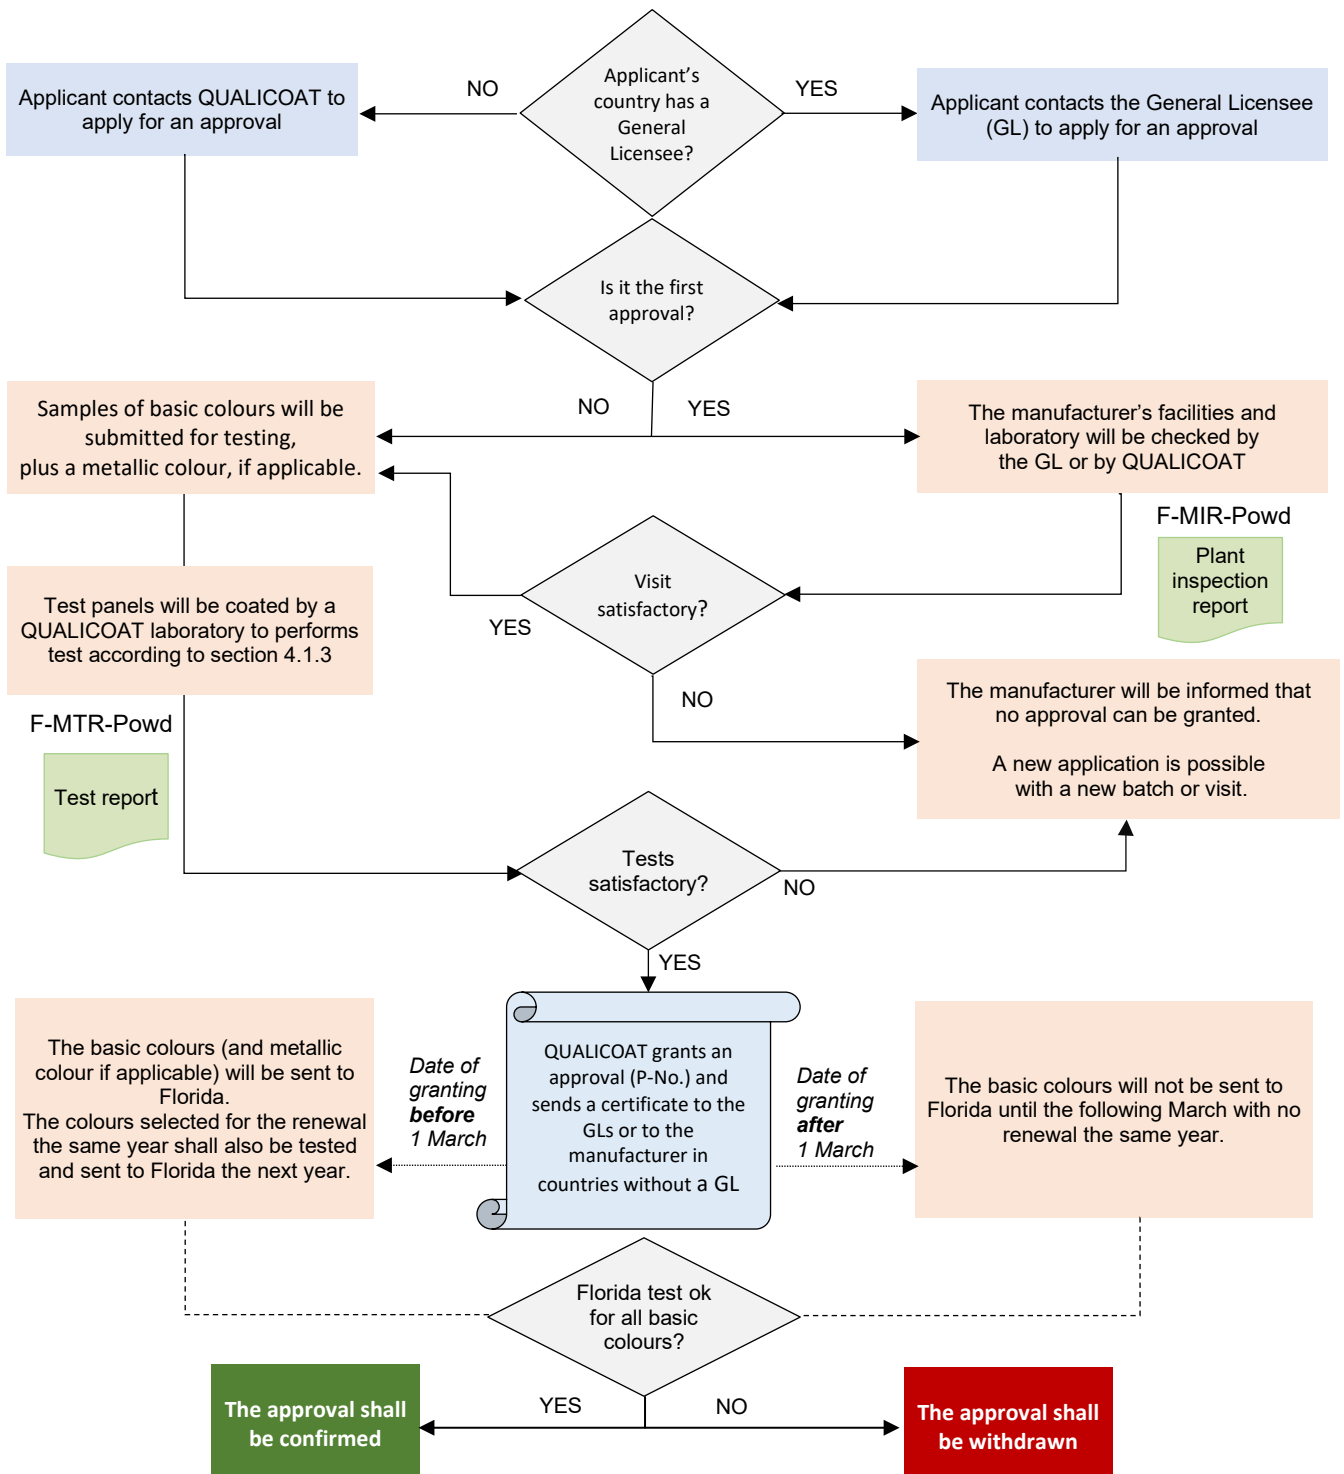 Applicant's
country has a
General
Licensee?
NO
YES
Applicant contacts QUALICOAT to
apply for an approval
Applicant contacts the General Licensee
(GL) to apply for an approval
Is it the first
approval?
NO
YES
Samples of basic colours will be
submitted for testing,
plus a metallic colour, if applicable.
The manufacturer's facilities and
laboratory will be checked by
the GL or by QUALICOAT
F-MIR-Powd
Plant
inspection
report
Visit
satisfactory?
YES
NO
Test panels will be coated by a
QUALICOAT laboratory to performs
test according to section 4.1.3
F-MTR-Powd
Test report
The manufacturer will be informed that
no approval can be granted.
A new application is possible
with a new batch or visit.
Tests
satisfactory?
NO
YES
The basic colours (and metallic
colour if applicable) will be sent to
Florida.
The colours selected for the renewal
the same year shall also be tested
and sent to Florida the next year.
Date of
granting
before
1 March
QUALICOAT grants an
approval (P-No.) and
sends a certificate to the
GLs or to the
manufacturer in
countries without a GL
Date of
granting
after
1 March
The basic colours will not be sent to
Florida until the following March with no
renewal the same year.
Florida test ok
for all basic
colours?
YES
NO
The approval shall
be confirmed
The approval shall
be withdrawn